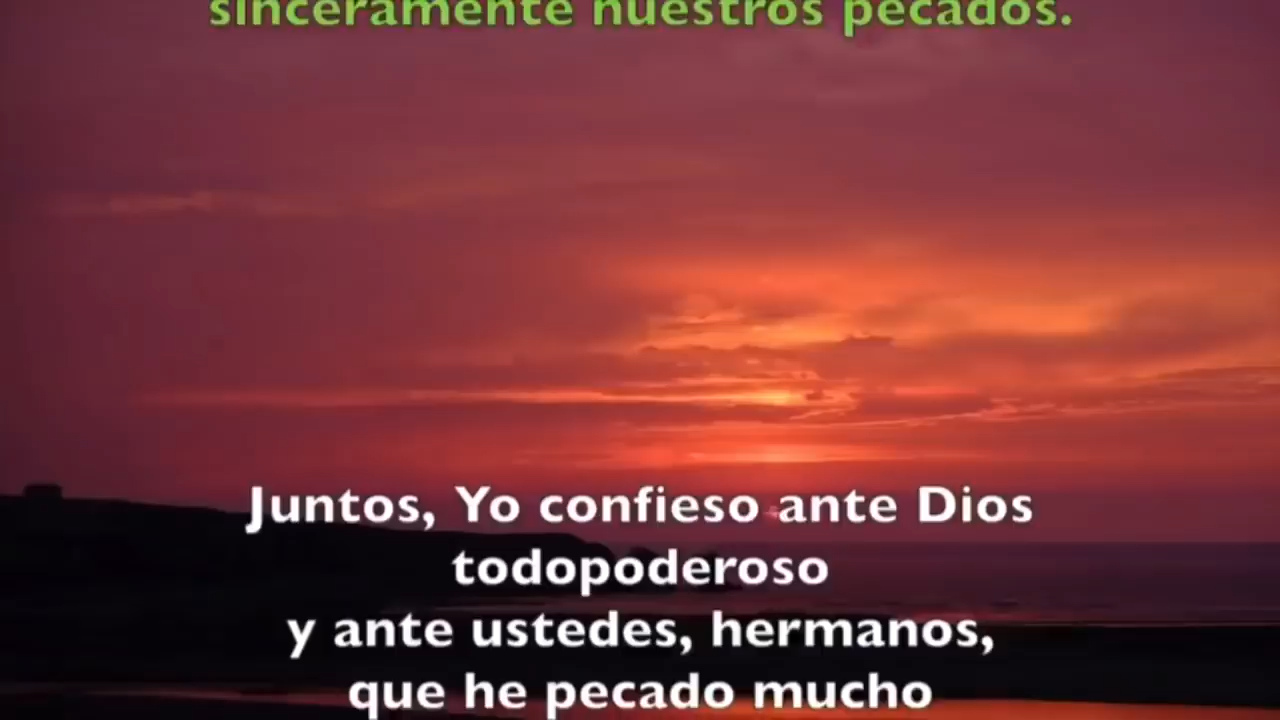 sinceramente nuestros pecados.
Juntos, Yo confieso ante Dios
todopoderoso
y ante ustedes, hermanos,
que he pecado mucho